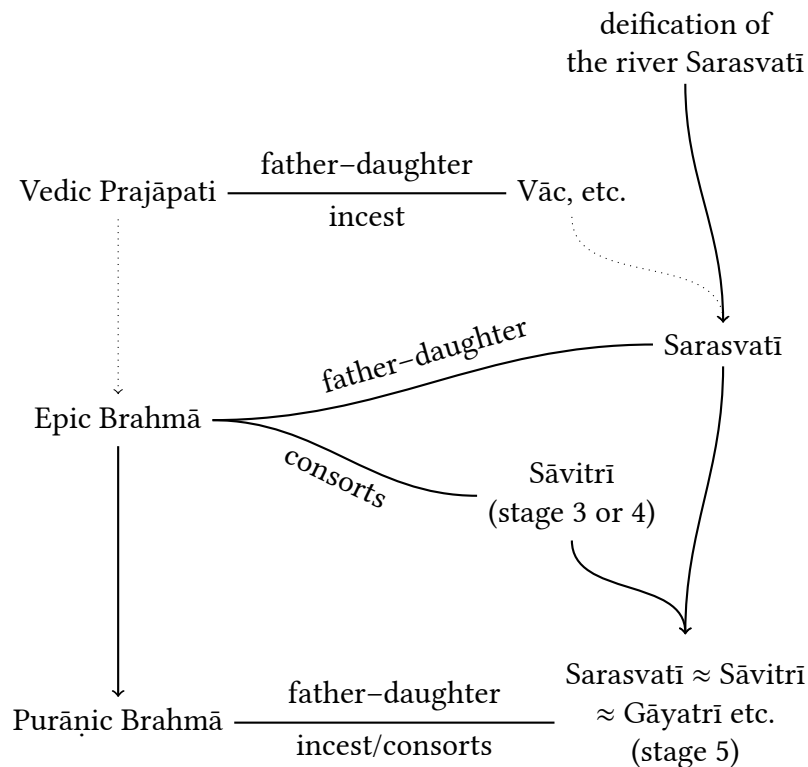 deification of
the river Sarasvatī
father–daughter
Vedic Prajāpati
Vāc, etc.
incest
father–daughter
Sarasvatī
Epic Brahmā
consorts
Sāvitrī
(stage 3 or 4)
Sarasvatī ≈ Sāvitrī
father–daughter
≈ Gāyatrī etc.
Purāṇic Brahmā
incest/consorts
(stage 5)